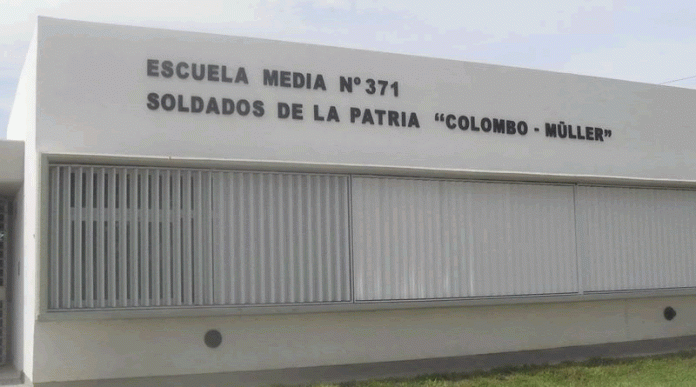 ESCUELA MEDIA Nº 371
SOLDADOS DE LA PATRIA “COLOMBO - MÜLLER”